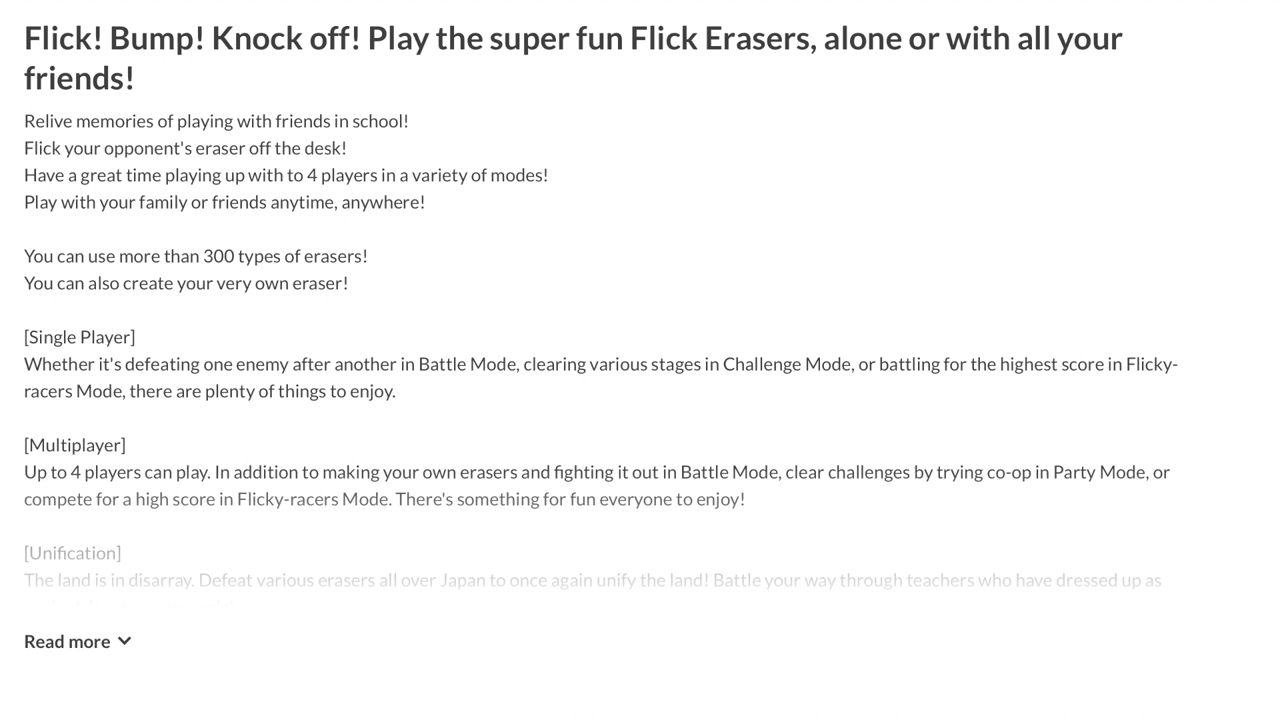 Flick! Bump! Knock off! Play the super fun Flick Erasers, alone or with all your
friends!
Relive memories of playing with friends in school!
Flick your opponent's eraser off the desk!
Have a great time playing up with to 4 players in a variety of modes!
Play with your family or friends anytime, anywhere!
You can use more than 300 types of erasers!
You can also create your very own eraser!
[Single Player]
Whether it's defeating one enemy after another in Battle Mode, clearing various stages in Challenge Mode, or battling for the highest score in Flicky-
racers Mode, there are plenty of things to enjoy.
[Multiplayer]
Up to 4 players can play. In addition to making your own erasers and fighting it out in Battle Mode, clear challenges by trying co-op in Party Mode, or
compete for a high score in Flicky-racers Mode. There's something for fun everyone to enjoy!
[Unification]
The land is in disarray. Defeat various erasers all over Japan to once again unify the land! Battle your way through teachers who have dressed up as
Read more